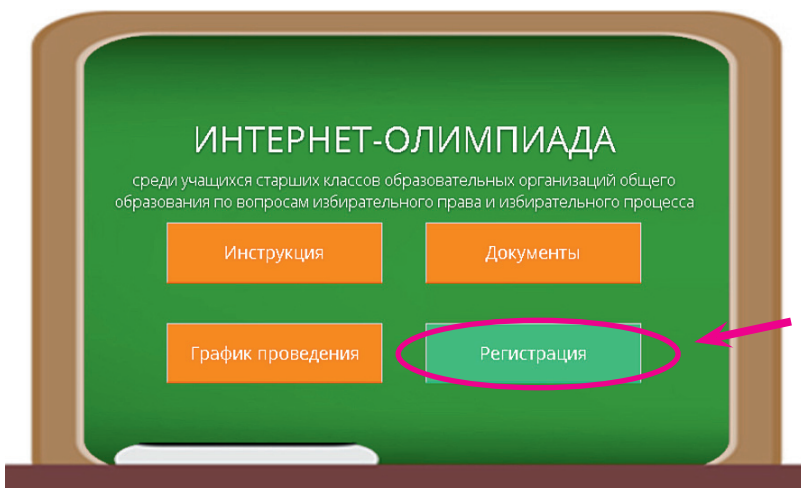 ИНТЕРНЕТ-ОЛИМПИАДА
среди учащихся старших классов образовательных организаций общего
образования по вопросам избирательного права и избирательного процесса
Инструкция
Документы
График проведения
Регистрация